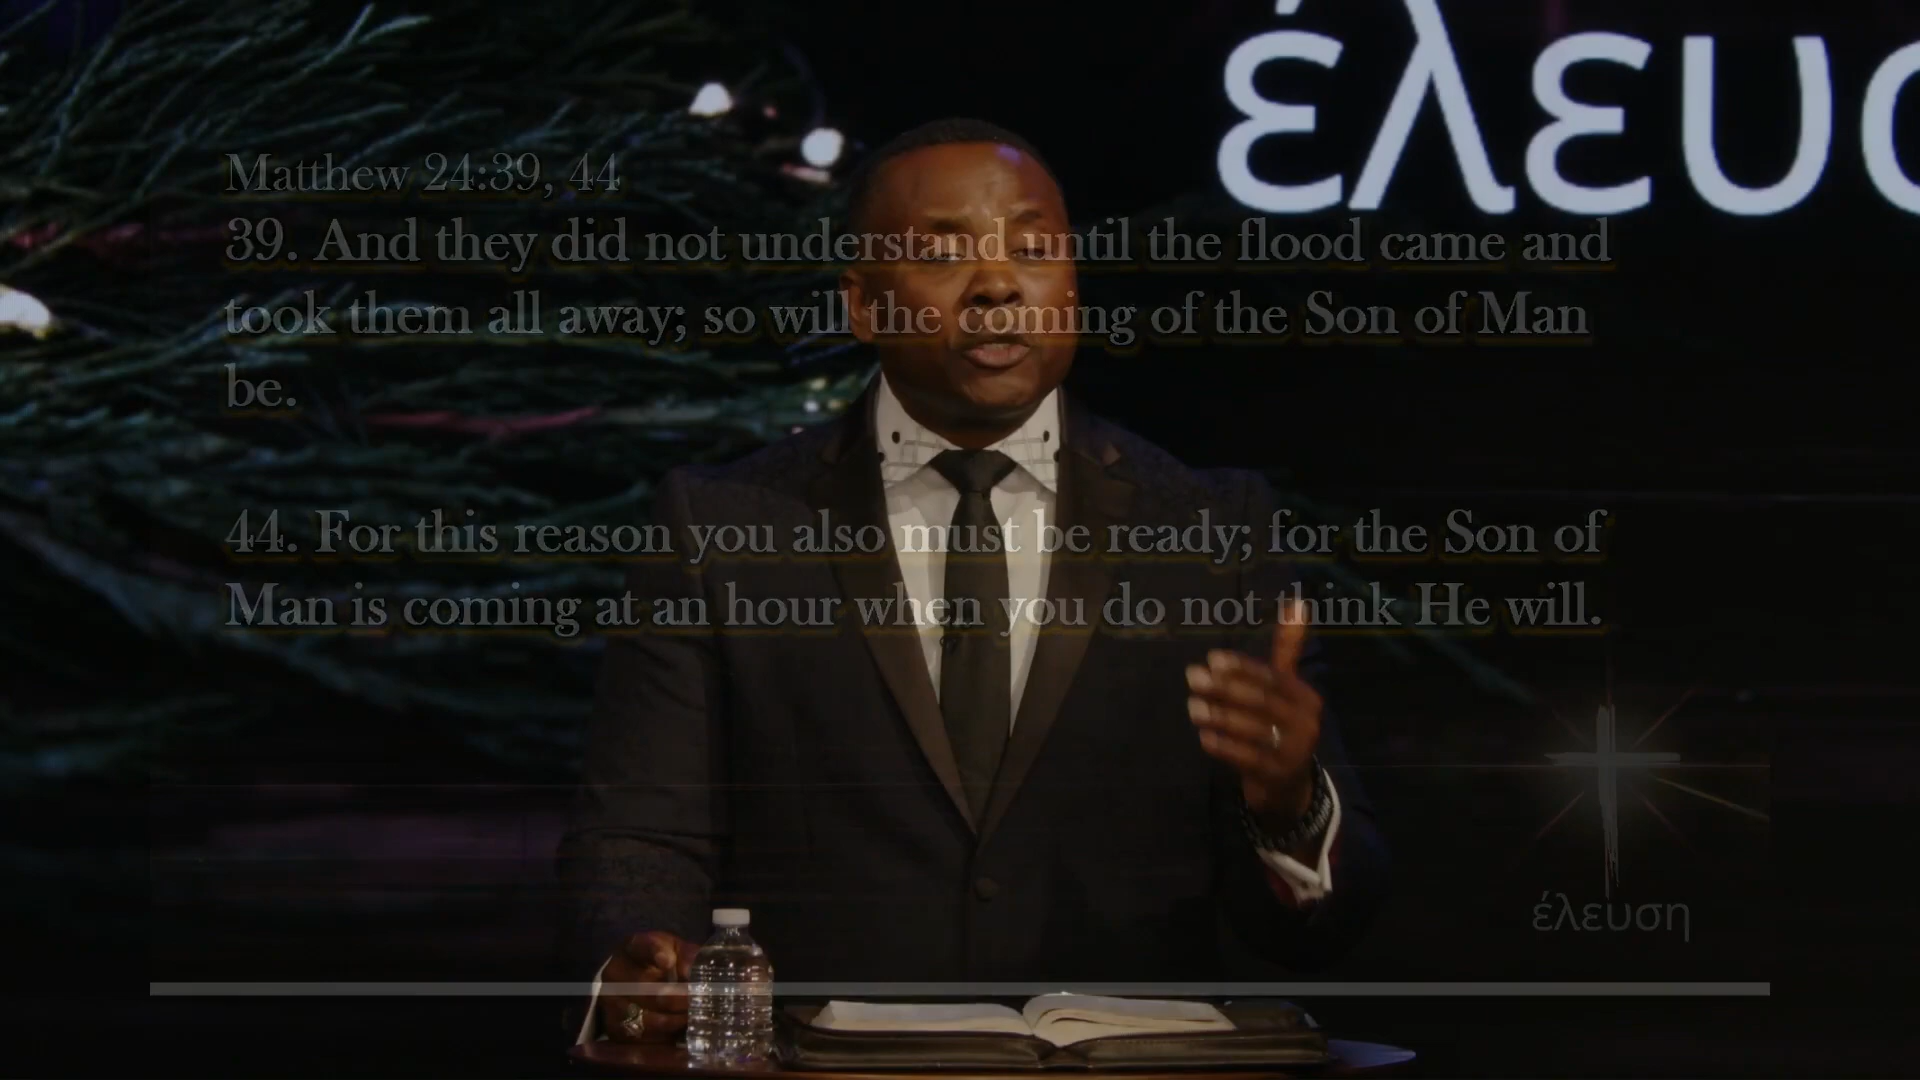 έλευσ
Matthew 24:39, 44
39. And they did not understand until the flood came and
took them all away; so will the coming of the Son of Man
be.
44. For this reason you also must be ready; for the Son of
Man is coming at an hour when you do not think He will.
έλευση